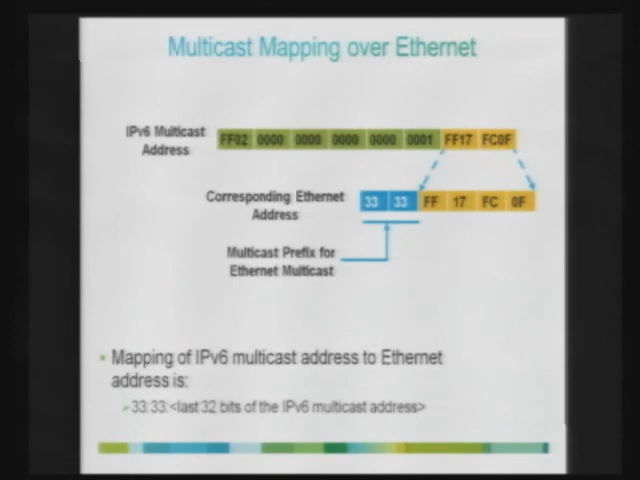 Multicast Mapping over Ethernet
IPv6 Multicast
Address
FF02 0000 0000 0000 0000 0001 FF17 FC0F
Corresponding Ethernet
Address
33 33 FF 17 FC 0F
Multicast Prefix for
Ethernet Multicast
Mapping of IPv6 multicast address to Ethernet
address is:
33:33:<last 32 bits of the IPv6 multicast address>